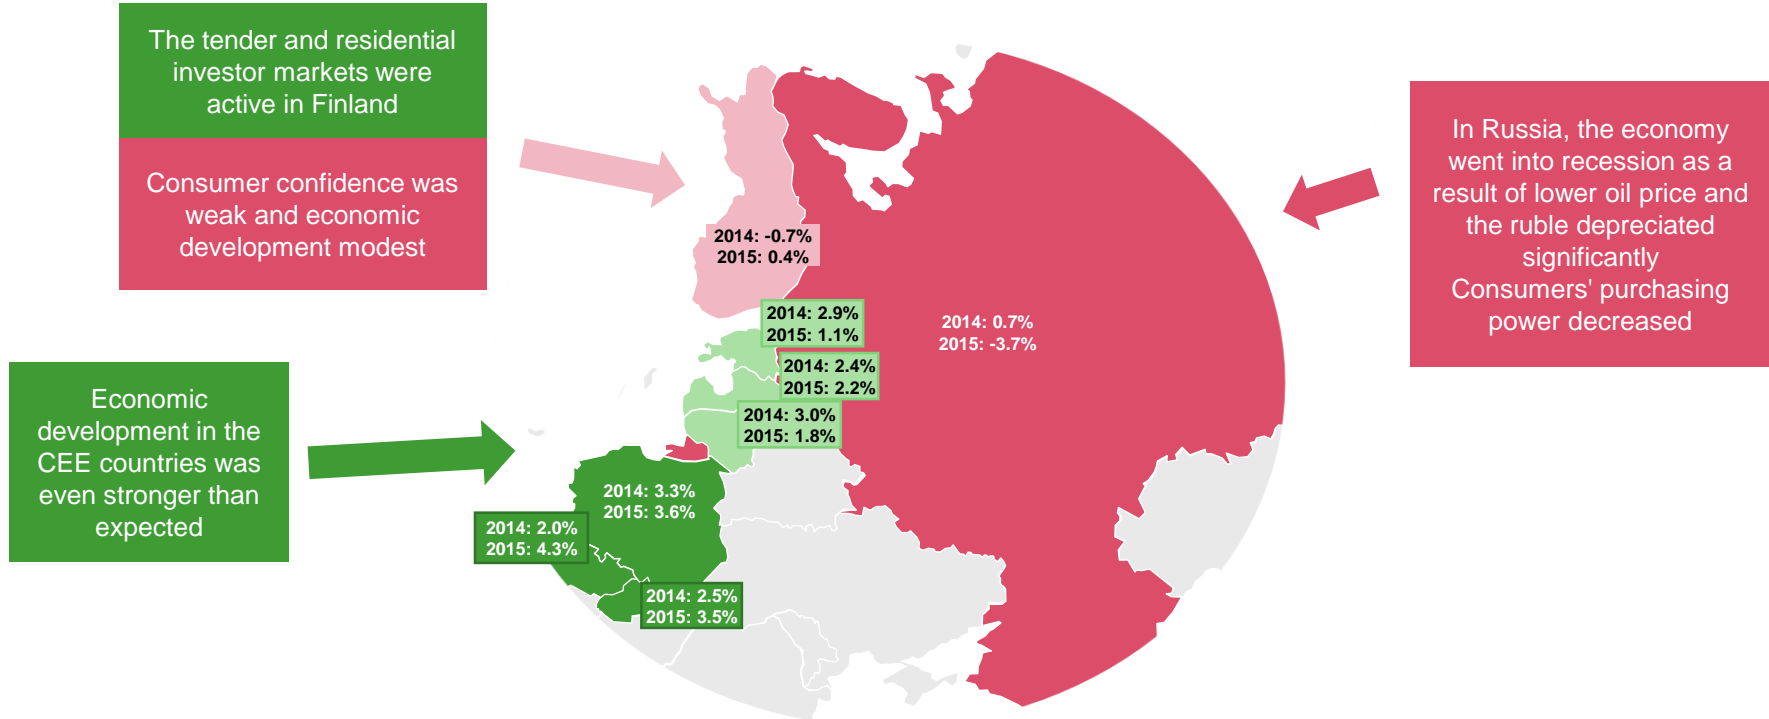 The tender and residential
investor markets were
active in Finland
Consumer confidence was
weak and economic
development modest
Economic
development in the
CEE countries was
even stronger than
expected
2014: -0.7%
2015: 0.4%
2014: 2.9%
2015: 1.1%
2014: 2.4%
2015: 2.2%
2014: 3.0%
2015: 1.8%
2014: 3.3%
2015: 3.6%
2014: 2.0%
2015: 4.3%
2014: 2.5%
2015: 3.5%
2014: 0.7%
2015: -3.7%
In Russia, the economy
went into recession as a
result of lower oil price and
the ruble depreciated
significantly
Consumers' purchasing
power decreased